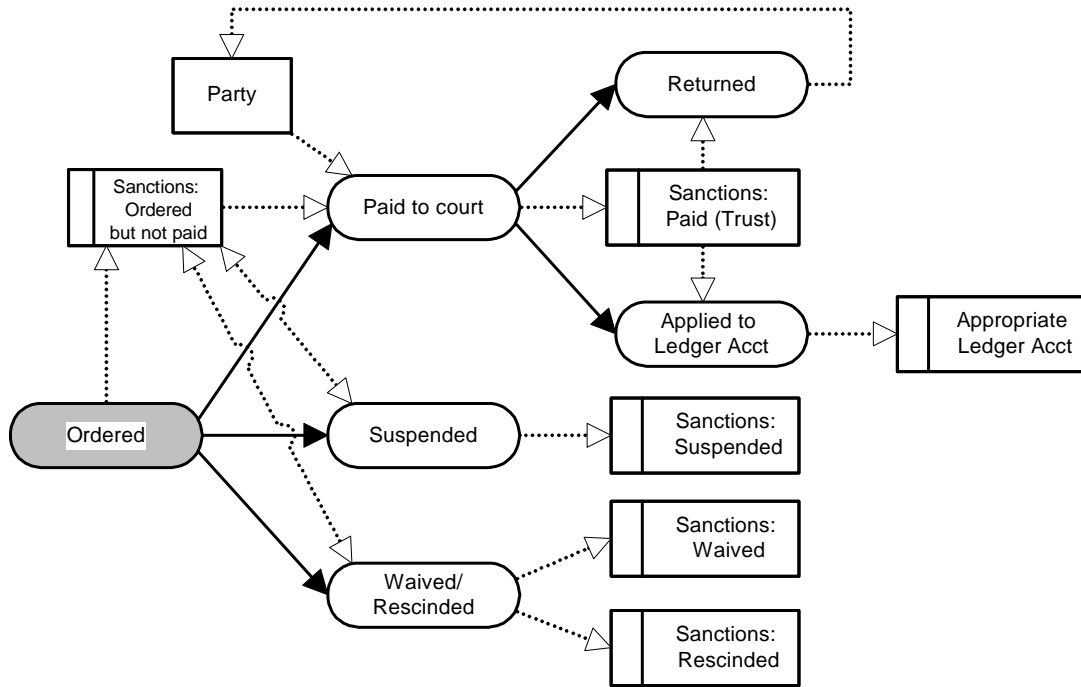 Party
Returned
Sanctions:
Ordered
but not paid
Paid to court
Sanctions:
Paid (Trust)
Applied to
Ledger Acct
Appropriate
Ledger Acct
Ordered
Suspended
Sanctions:
Suspended
Sanctions:
Waived
Waived/
Rescinded
Sanctions:
Rescinded